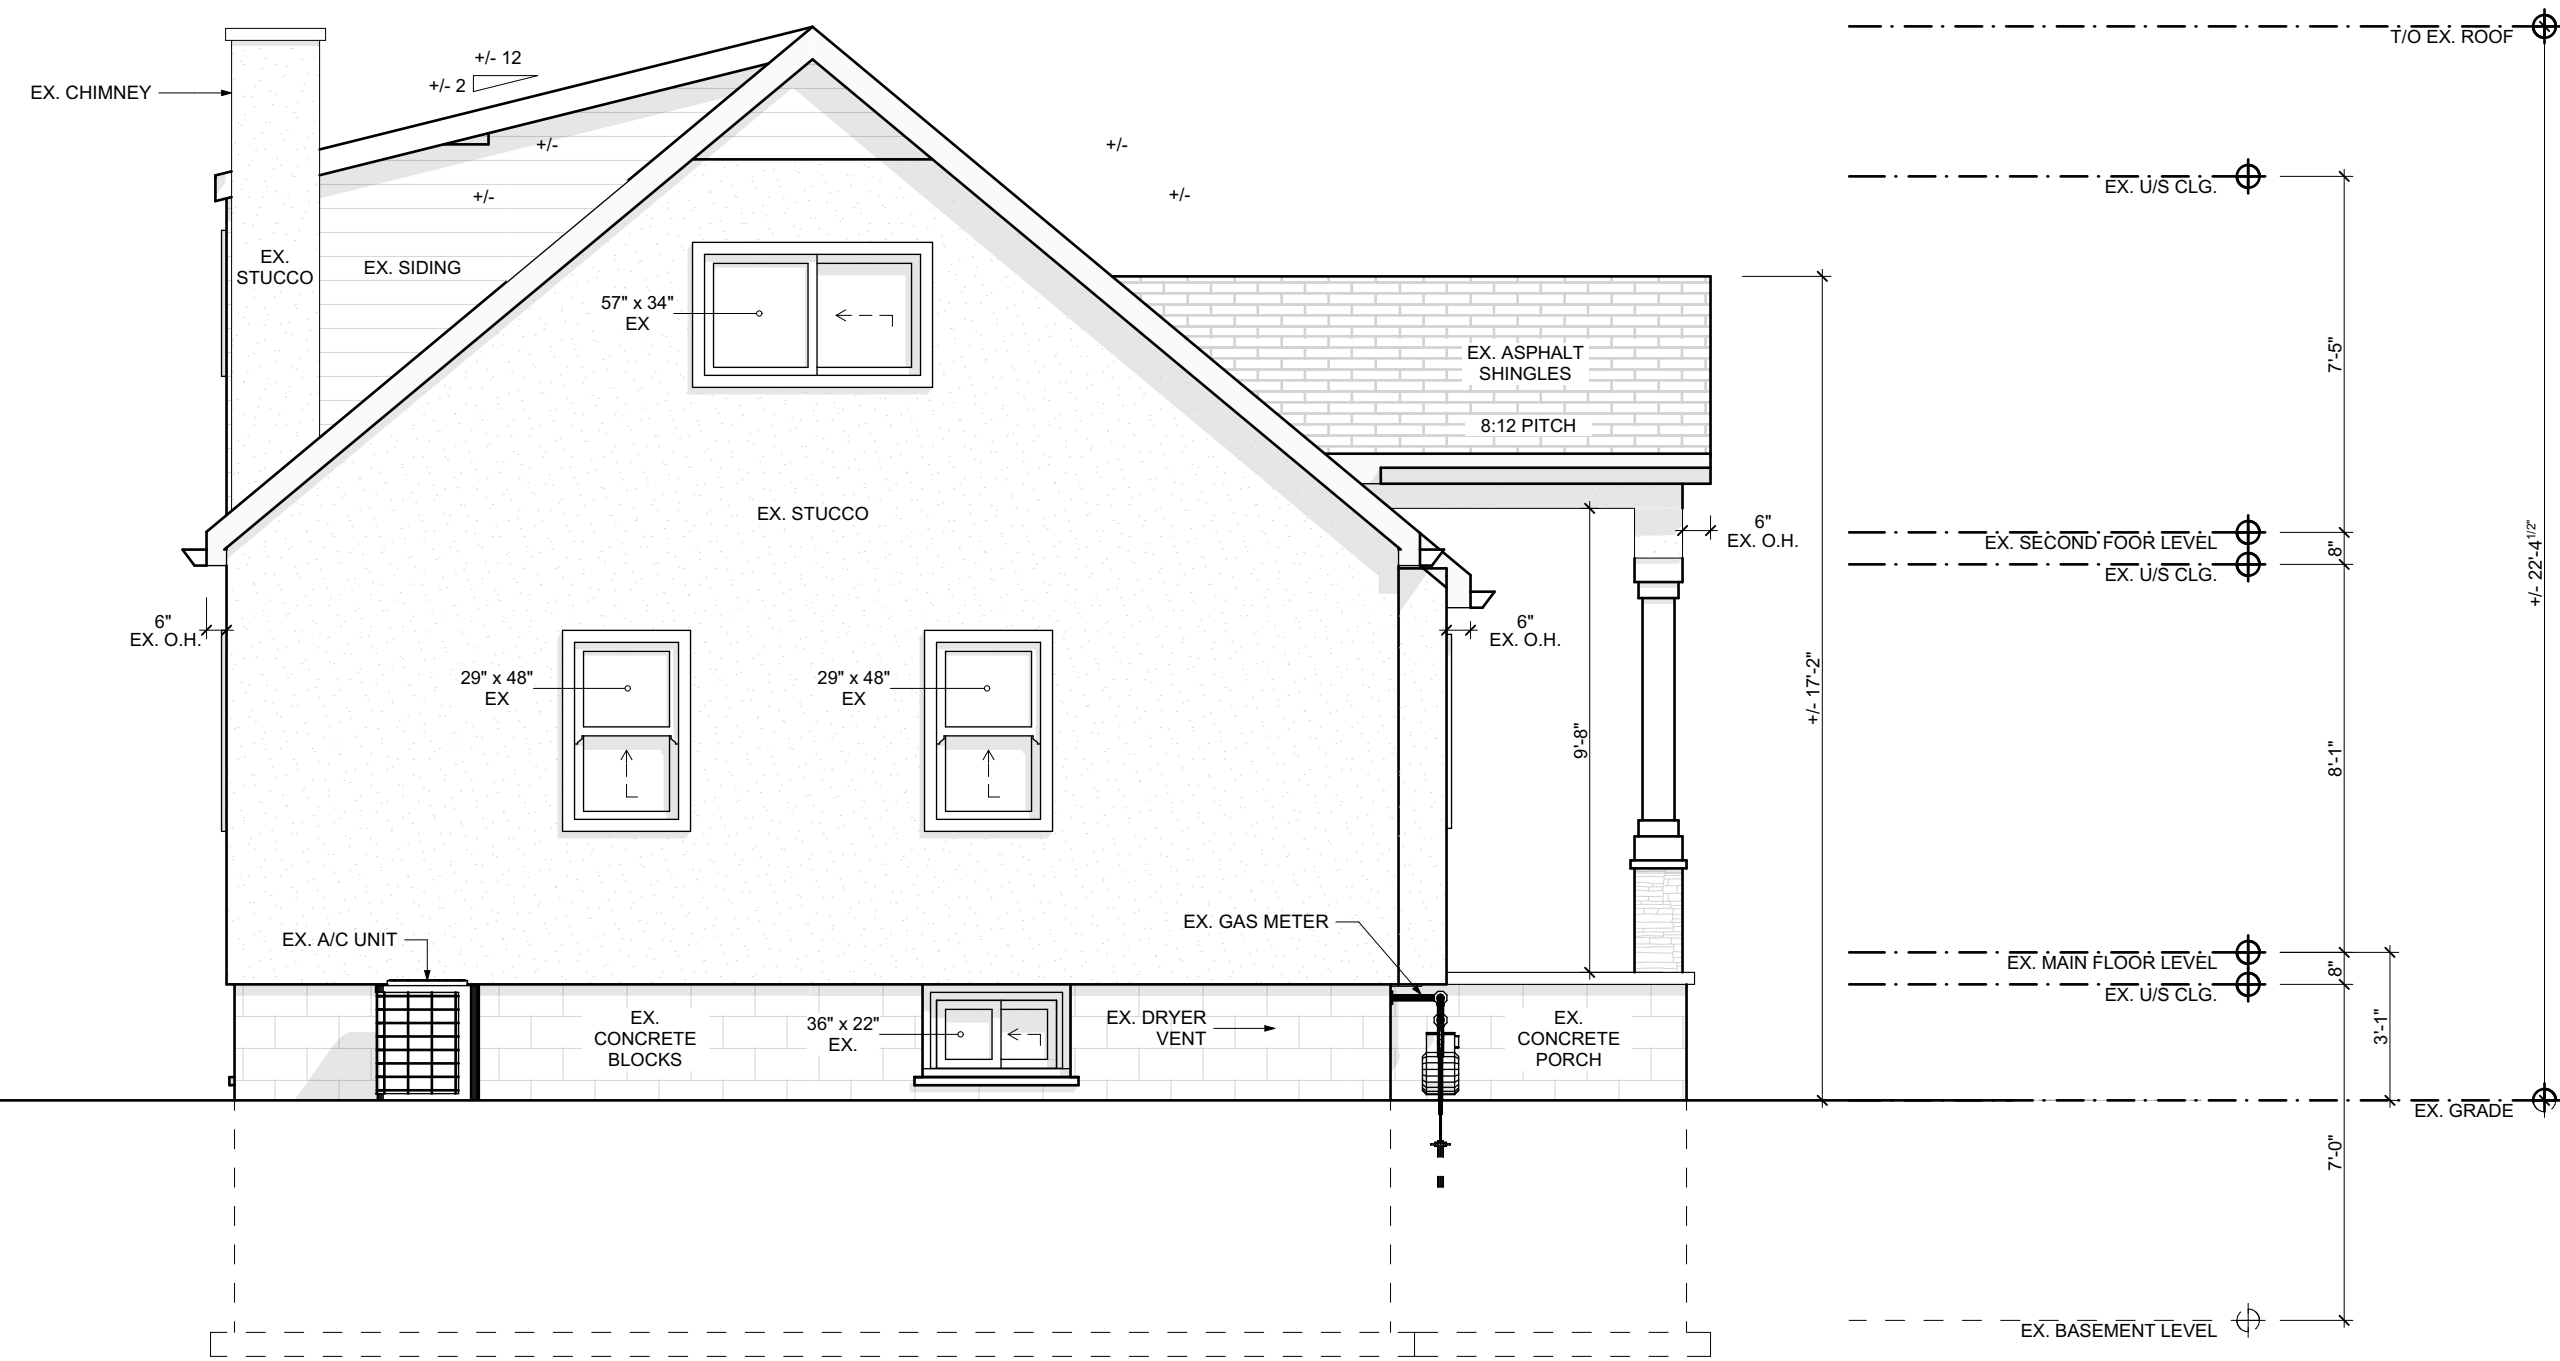 T/O EX. ROOF
+/- 12
+/- 2
EX. CHIMNEY
+/-
+/-
+/-
+/-
EX. U/S CLG.
EX.
STUCCO
EX. SIDING
57" x 34"
EX
EX. ASPHALT
SHINGLES
8:12 PITCH
7'-5"
EX. STUCCO
6"
EX. O.H.
EX. SECOND FOOR LEVEL
8"
EX. U/S CLG.
+/- 22'-4 1/2"
6"
EX. O.H.
6"
EX. O.H.
29" x 48"
EX
29" x 48"
EX
+/- 17'-2"
9'-8"
8'-1"
EX. GAS METER
EX. A/C UNIT
EX. MAIN FLOOR LEVEL
8"
EX. U/S CLG.
3'-1"
EX.
CONCRETE
BLOCKS
36" x 22"
EX.
EX. DRYER
VENT
EX.
CONCRETE
PORCH
EX. GRADE
7'-0"
EX. BASEMENT LEVEL